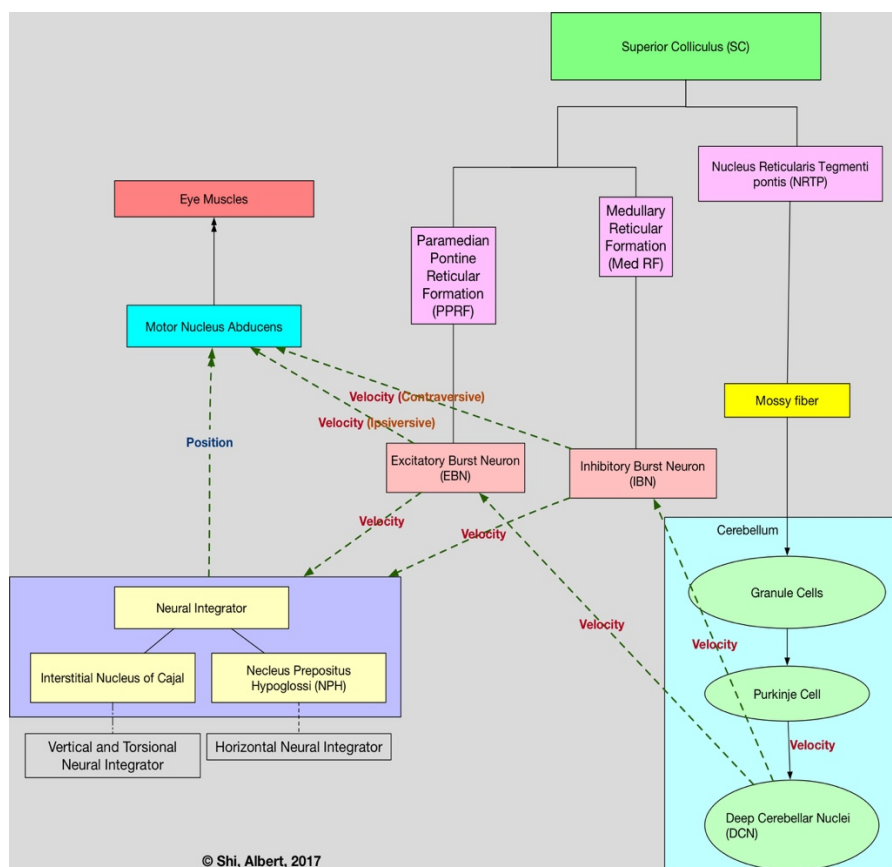 Superior Colliculus (SC)
Nucleus Reticularis Tegmenti
pontis (NRTP)
Eye Muscles
Medullary
Reticular
Formation
(Med RF)
Paramedian
Pontine
Reticular
Formation
(PPRF)
Motor Nucleus Abducens
Velocity (Contraversive)
Mossy fiber
Velocity (Ipsiversive)
Position
Excitatory Burst Neuron
(EBN)
Inhibitory Burst Neuron
(IBN)
Velocity
Velocity
Cerebellum
Granule Cells
Neural Integrator
Velocity
Velocity
Interstitial Nucleus of Cajal
Necleus Prepositus
Hypoglossi (NPH)
Purkinje Cell
Vertical and Torsional
Neural Integrator
Horizontal Neural Integrator
Velocity
Deep Cerebellar Nuclei
(DCN)
© Shi, Albert, 2017